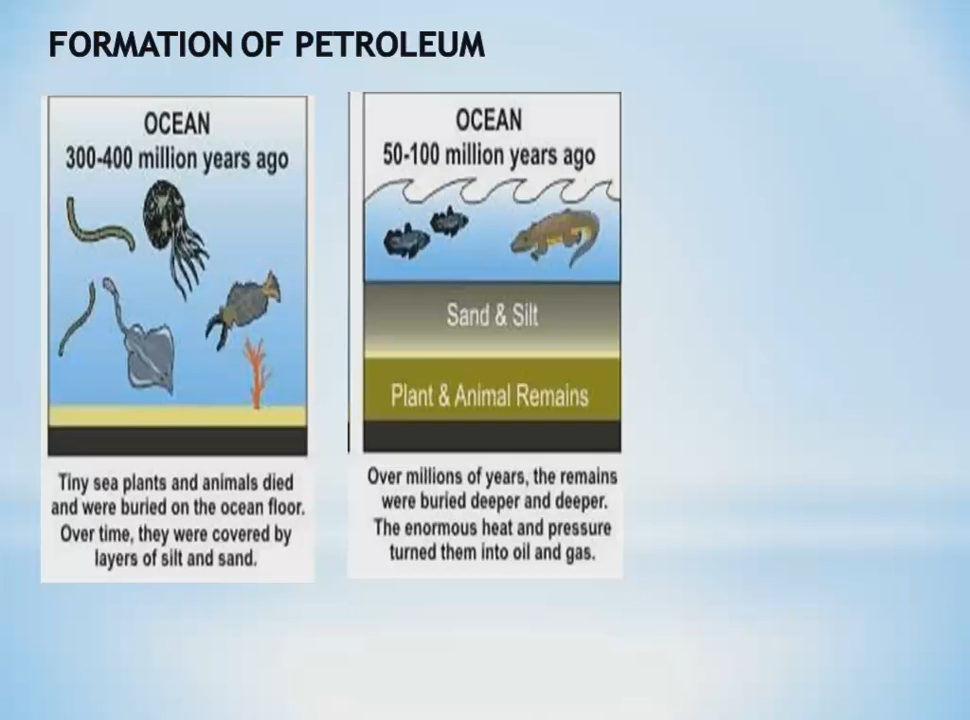 FORMATION OF PETROLEUM
OCEAN
300-400 million years ago
Tiny sea plants and animals died
and were buried on the ocean floor.
Over time, they were covered by
layers of silt and sand.
OCEAN
50-100 million years ago
Sand & Silt
Plant & Animal Remains
Over millions of years, the remains
were buried deeper and deeper.
The enormous heat and pressure
turned them into oil and gas.